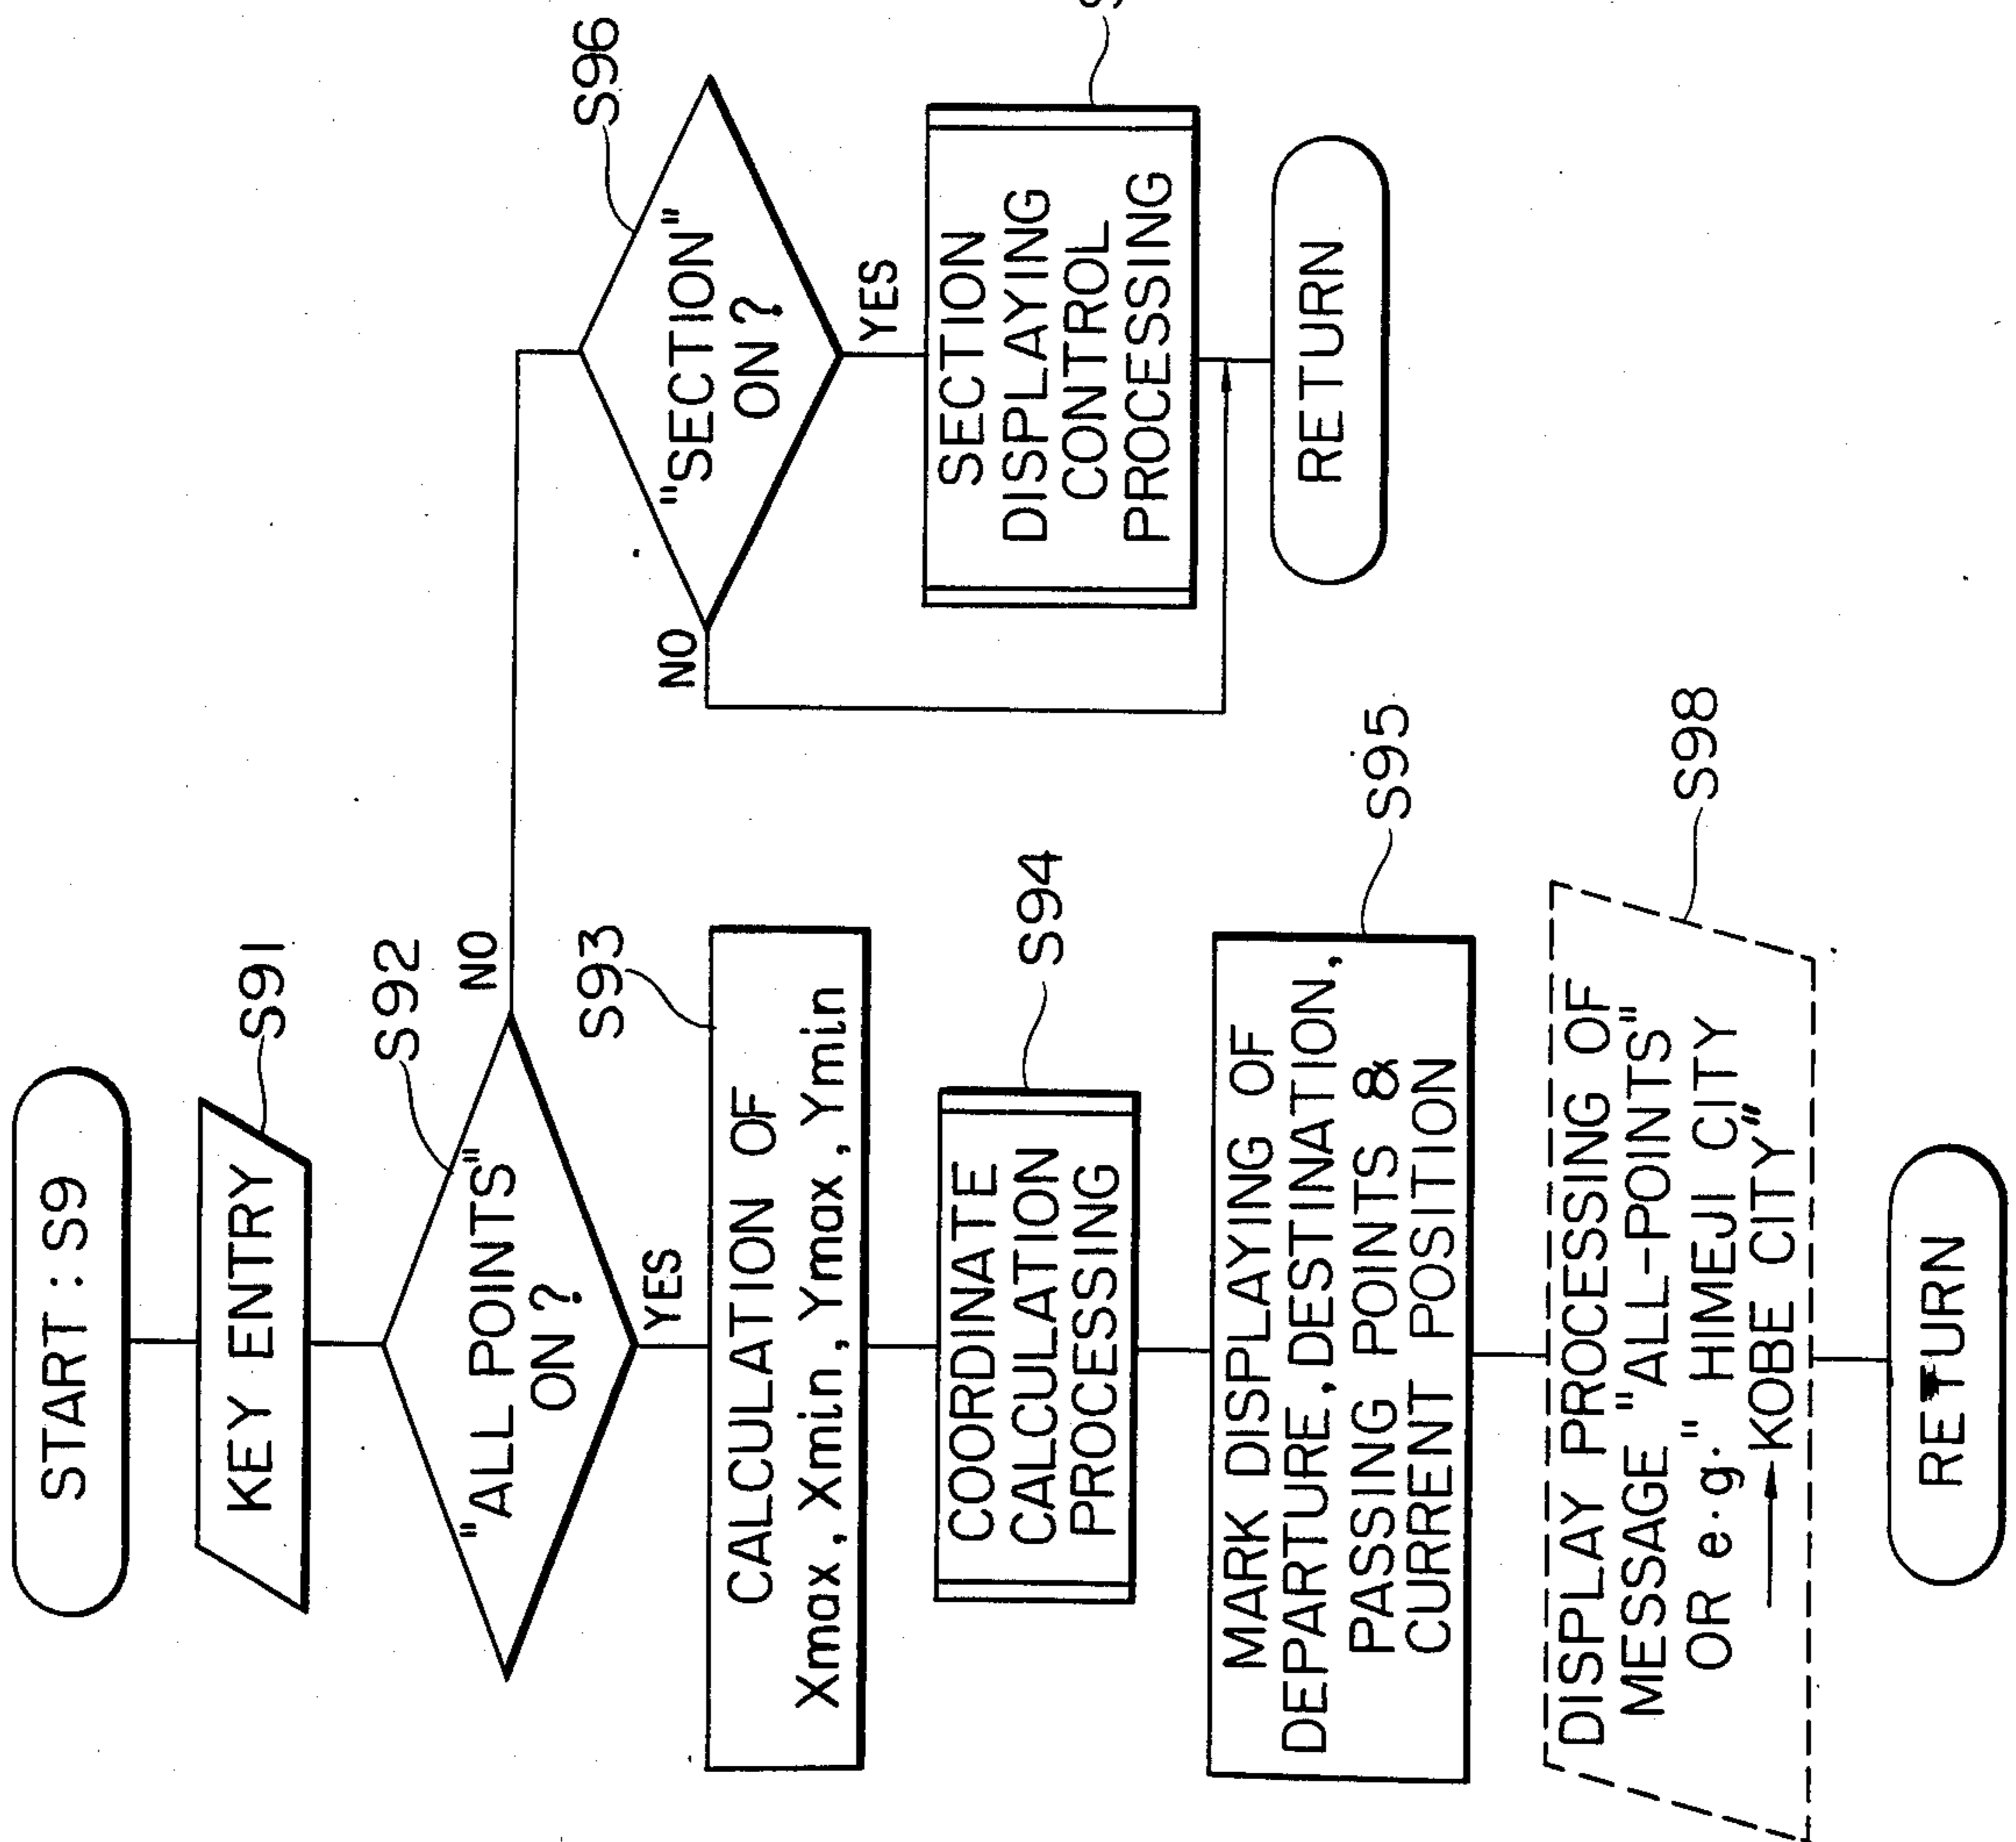 START : S9
KEY ENTRY
S91
"ALL POINTS"
ON ?
S92
NO
YES
CALCULATION OF
Xmax, Xmin, Ymax, Ymin
S93
COORDINATE
CALCULATION
PROCESSING
S94
MARK DISPLAYING OF
DEPARTURE, DESTINATION,
PASSING POINTS &
CURRENT POSITION
S95
DISPLAY PROCESSING OF
MESSAGE "ALL-POINTS"
OR e.g." HIMEJI CITY
→ KOBE CITY"
S98
RETURN
"SECTION"
ON ?
S96
NO
YES
SECTION
DISPLAYING
CONTROL
PROCESSING
RETURN